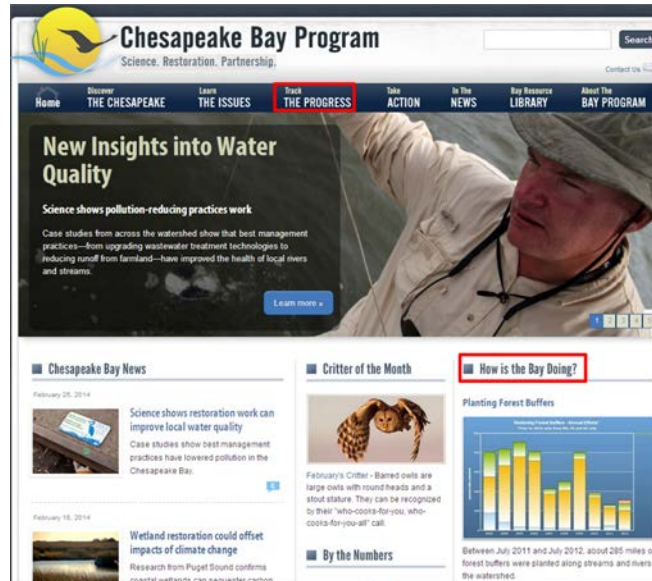 Chesapeake Bay Program
Science. Restoration. Partnership.
Search
Contact Us
Home
Discover
THE CHESAPEAKE
Learn
THE ISSUES
Track
THE PROGRESS
Take
ACTION
In The
NEWS
Bay Resource
LIBRARY
About The
BAY PROGRAM
New Insights into Water
Quality
Science shows pollution-reducing practices work
Case studies from across the watershed show that best management
practices—from upgrading wastewater treatment technologies to
reducing runoff from farmland—have improved the health of local rivers
and streams.
Learn more »
1 2 3 4 5
Chesapeake Bay News
February 26, 2014
Science shows restoration work can
improve local water quality
Case studies show best management
practices have lowered pollution in the
Chesapeake Bay.
February 18, 2014
Wetland restoration could offset
impacts of climate change
Research from Puget Sound confirms
coastal wetlands can sequester carbon
Critter of the Month
February's Critter - Barred owls are
large owls with round heads and a
stout stature. They can be recognized
by their "who-cooks-for-you, who-
cooks-for-you-all" call.
By the Numbers
How is the Bay Doing?
Planting Forest Buffers
Between July 2011 and July 2012, about 285 miles o
forest buffers were planted along streams and rivers
the watershed.